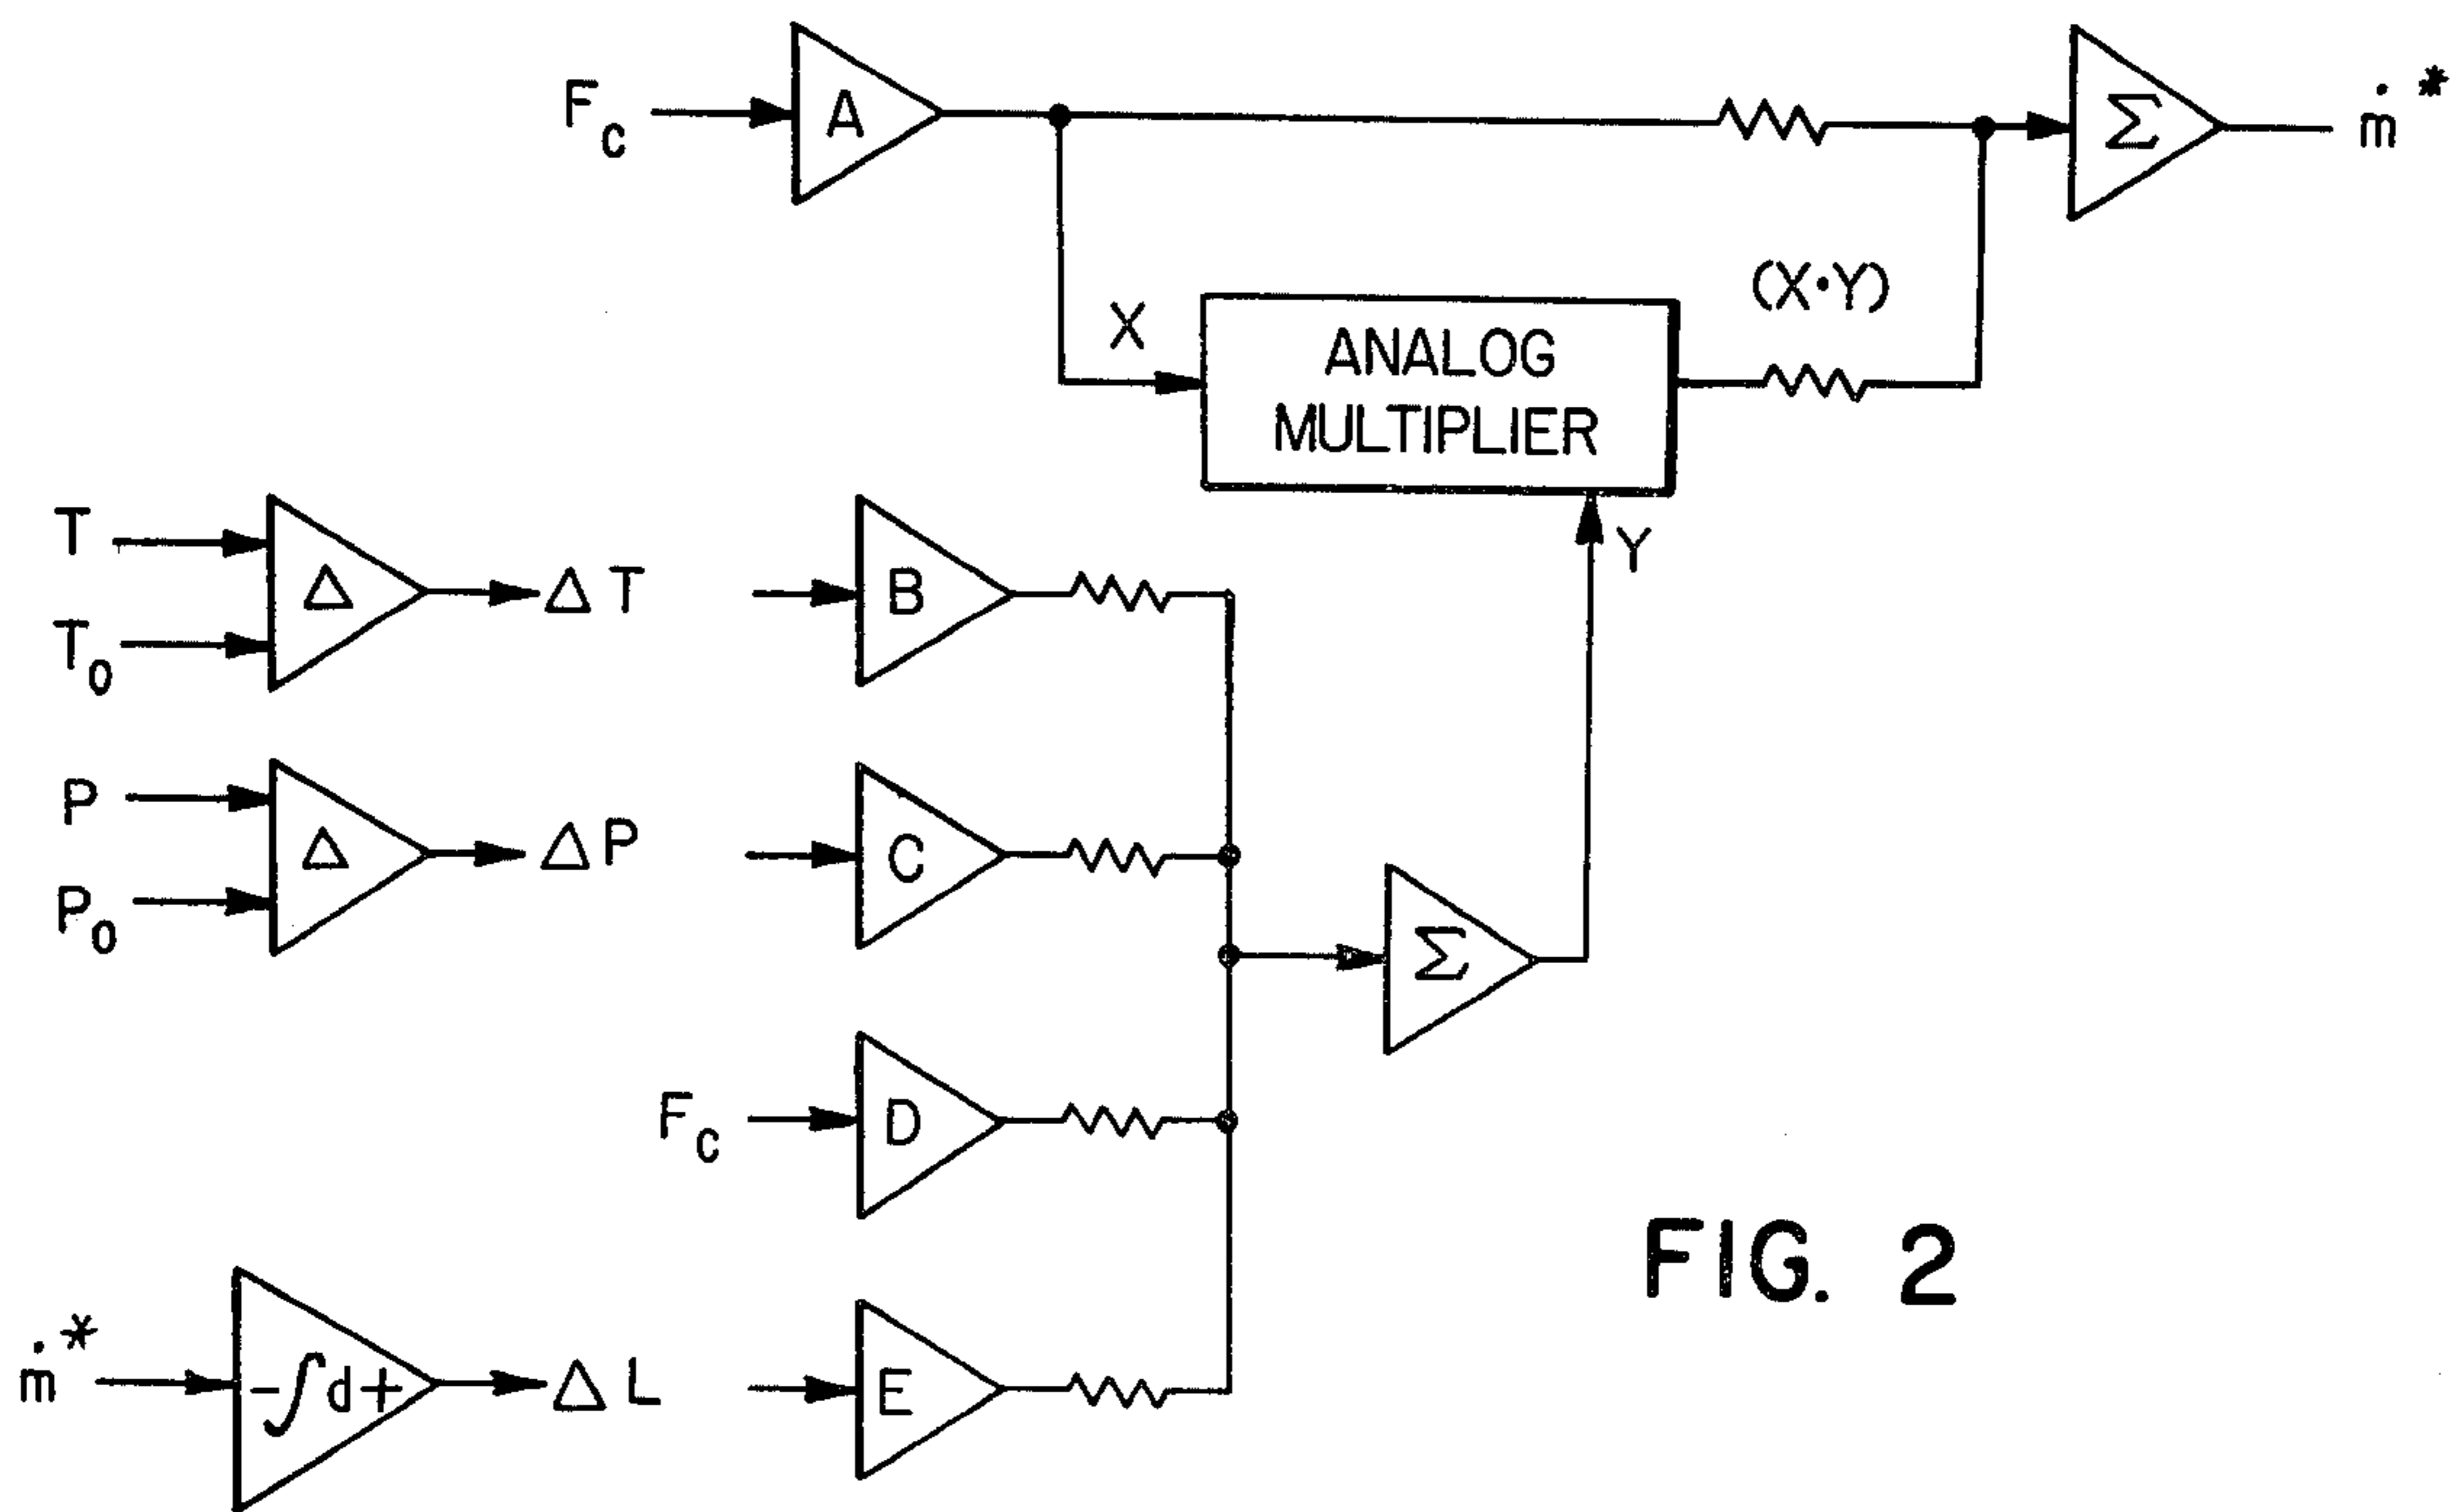 F_c A Σ ṁ*
X (X·Y)
ANALOG
MULTIPLIER
Y
T T_0 Δ ΔT B
P P_0 Δ ΔP C
Σ
F_c D
ṁ* -∫dt ΔL E
FIG. 2